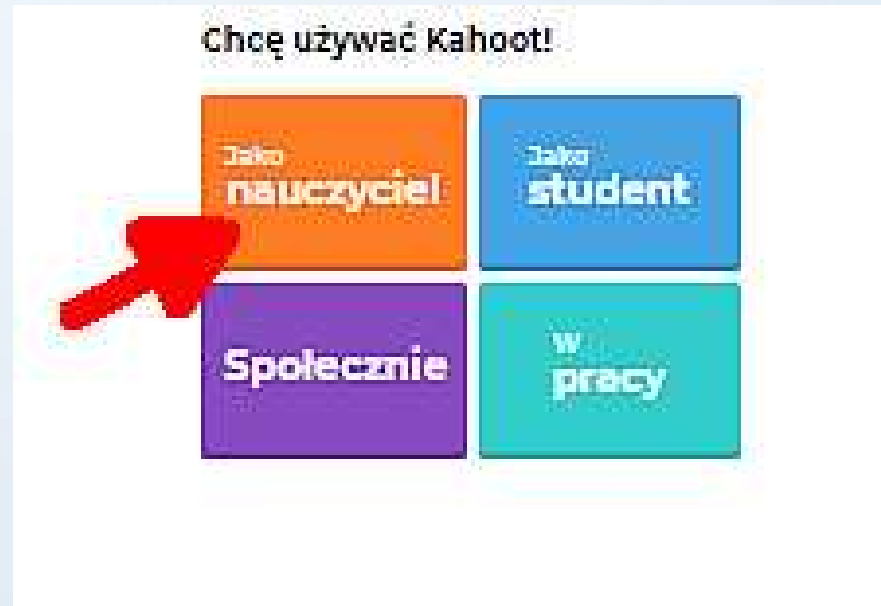 Chcę używać Kahoot!
Jako
nauczyciel
Jako
student
Społecznie
W
pracy